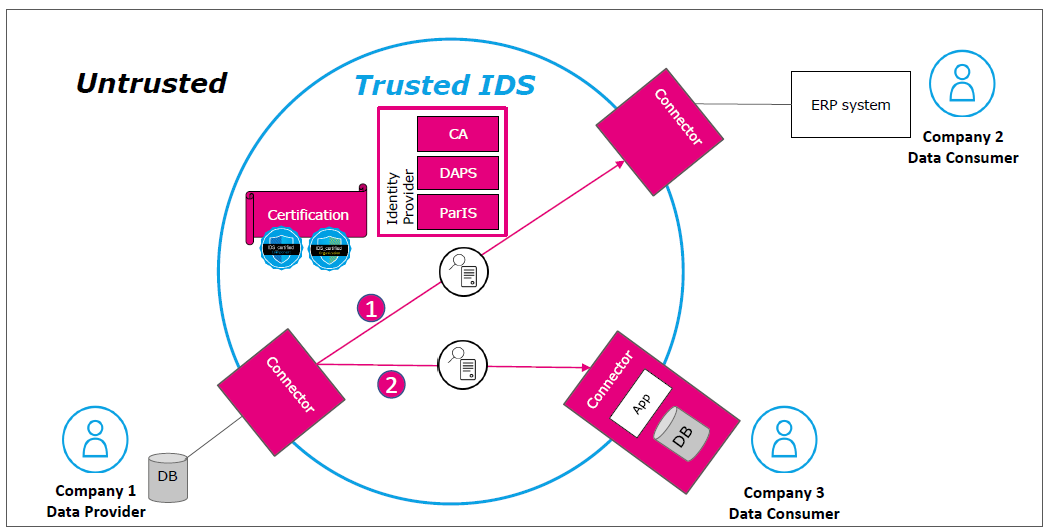 Untrusted
Trusted IDS
CA
DAPS
ParIS
Identity
Provider
Certification
IDS_certified
IDS_certified
Connector
ERP system
Company 2
Data Consumer
1
2
Connector
Connector
App
DB
DB
Company 1
Data Provider
Company 3
Data Consumer